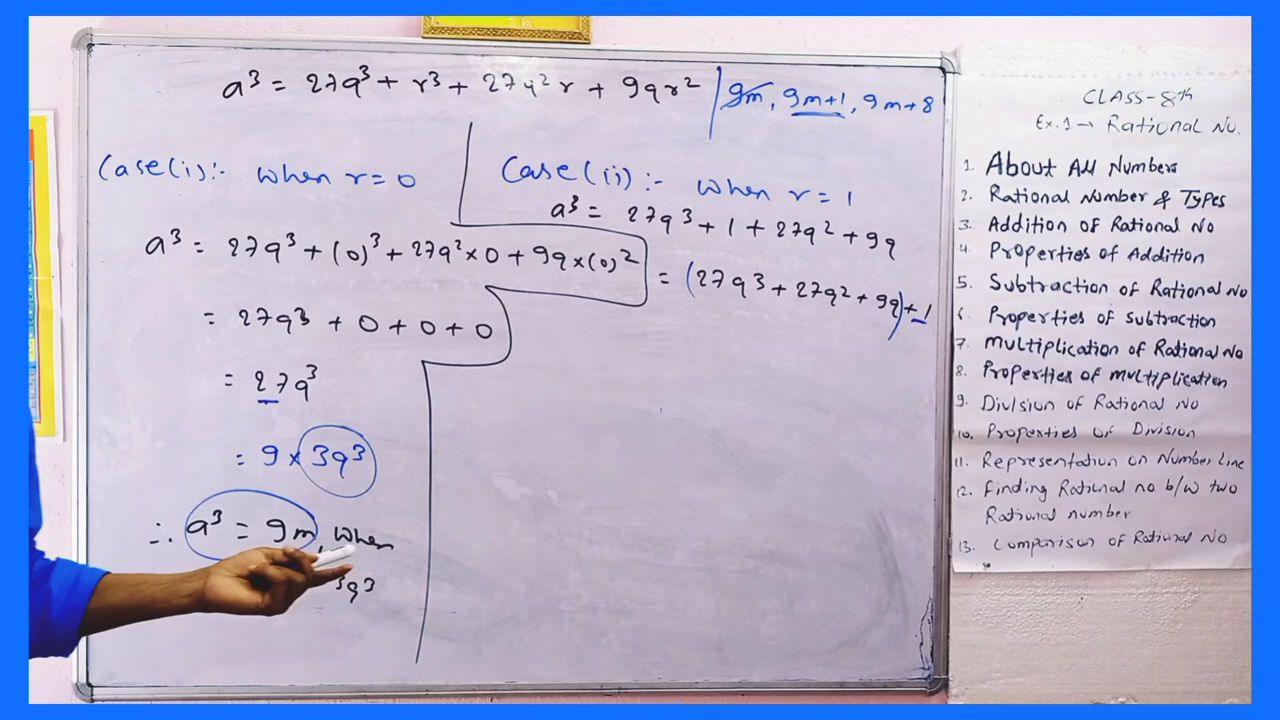 a³ = 27q³ + r³ + 27q²r + 9qr² | 9m, 9m+1, 9m+8
Case(i):- when r=0
a³ = 27q³ + (0)³ + 27q²×0 + 9q×(0)²
= 27q³ + 0 + 0 + 0
= 27q³
= 9 × 3q³
∴ a³ = 9m, when
3q³
Case(ii):- when r=1
a³ = 27q³ + 1 + 27q² + 9q
= (27q³ + 27q² + 9q) + 1
CLASS-8th
Ex.1→ Rational No.
1. About All Numbers
2. Rational Number & Types
3. Addition of Rational No
4. Properties of Addition
5. Subtraction of Rational No
6. Properties of Subtraction
7. Multiplication of Rational No
8. Properties of multiplication
9. Division of Rational No
10. Properties of Division
11. Representation on Number Line
12. Finding Rational no b/w two
Rational number
13. Comparison of Rational No